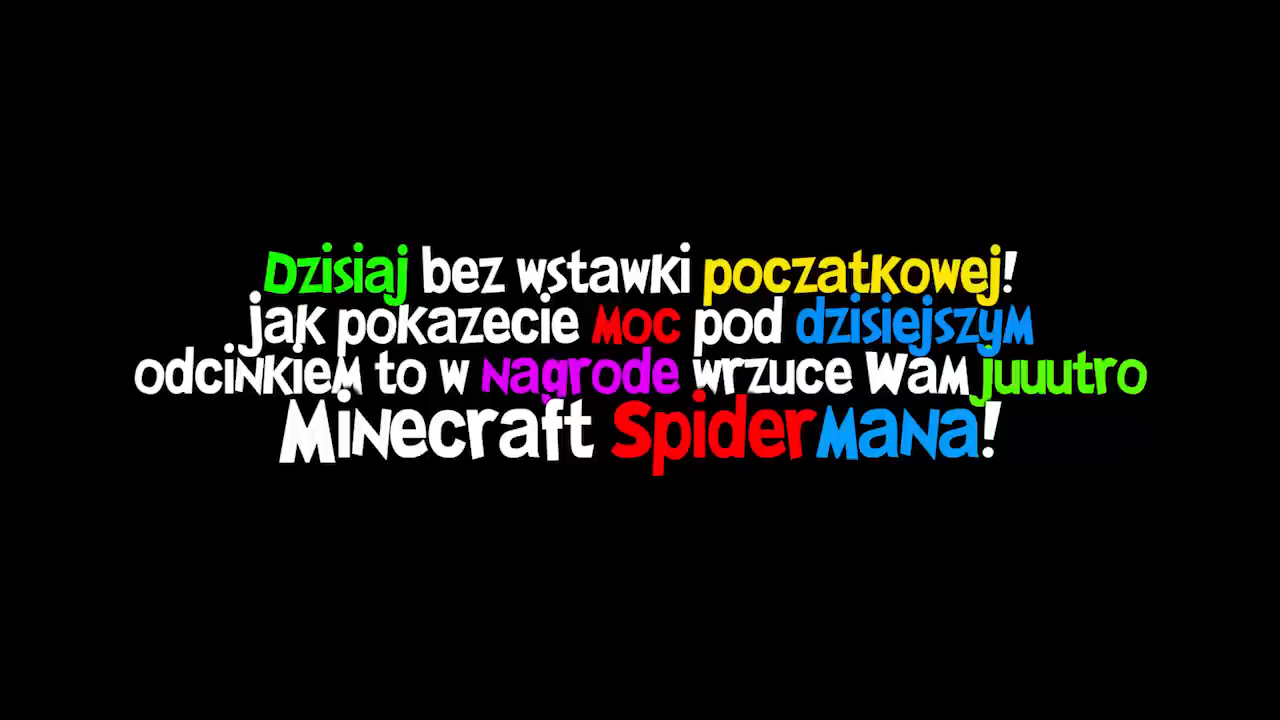 Dzisiaj bez wstawki poczatkowej!
jak pokazecie moc pod dzisiejszym
odcinkiem to w nagrode wrzuce Wam juuutro
Minecraft Spidermana!